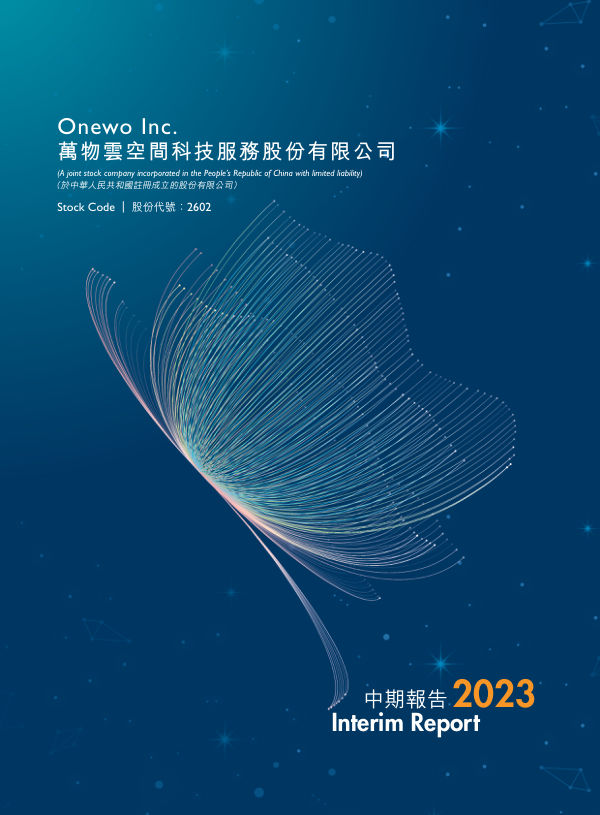 Onewo Inc.
萬物雲空間科技服務股份有限公司
(A joint stock company incorporated in the People's Republic of China with limited liability)
（於中華人民共和國註冊成立的股份有限公司）
Stock Code | 股份代號：2602
中期報告 2023
Interim Report